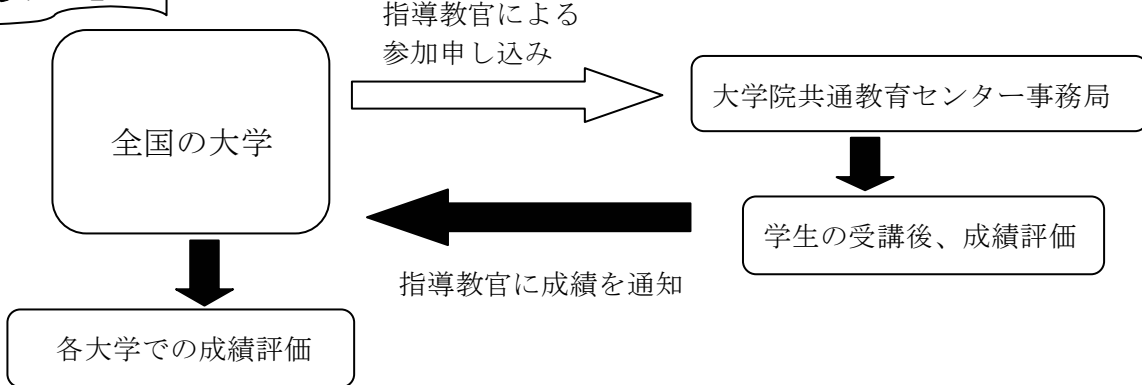 指導教官による
参加申し込み
全国の大学
大学院共通教育センター事務局
学生の受講後、成績評価
指導教官に成績を通知
各大学での成績評価